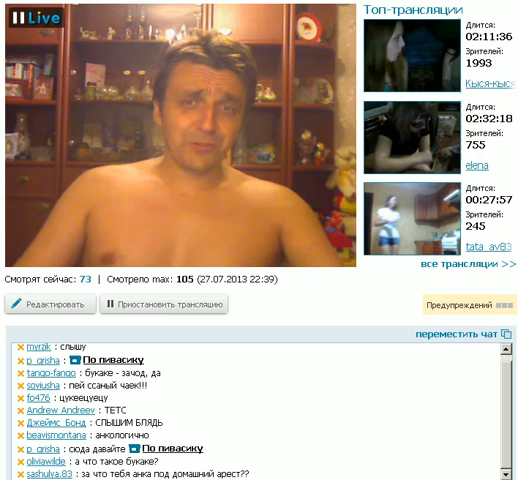 Live
Топ-трансляции
Длится:
02:11:36
Зрителей:
1993
Кыся-кыся
Длится:
02:32:18
Зрителей:
755
elena
Длится:
00:27:57
Зрителей:
245
tata_av83
все трансляции >>
Смотрят сейчас: 73 | Смотрело max: 105 (27.07.2013 22:39)
Редактировать
Приостановить трансляцию
Предупреждений
переместить чат
myrzik : слышу
p_grisha : По пивасику
tango-fango : букаке - зачод, да
soviusha : пей ссаный чаек!!!
fo476 : цукеецуецу
Andrew Andreev : ТЕТС
Джеймс_Бонд : СЛЫШИМ БЛЯДЬ
beavismontana : анкологично
p_grisha : сюда давайте По пивасику
oliviawilde : а что такое букаке?
sashulya.83 : за что тебя анка под домашний арест??